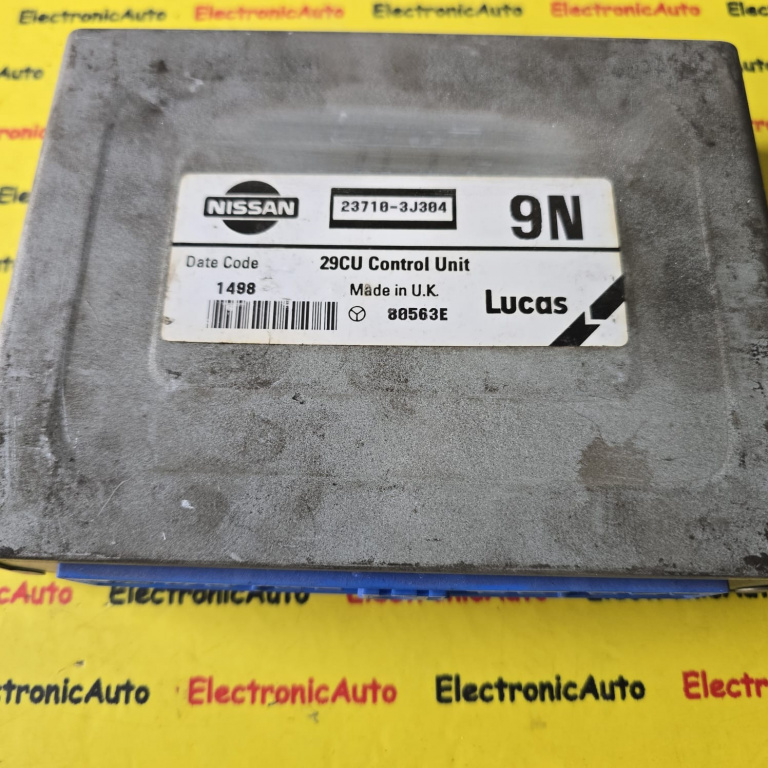 ElectronicAuto ElectronicAuto ElectronicAuto
ElectronicAuto
NISSAN
23710-3J304
9N
Date Code
29CU Control Unit
1498
Made in U.K.
80563E
Lucas
ElectronicAuto ElectronicAuto
ElectronicAuto ElectronicAuto